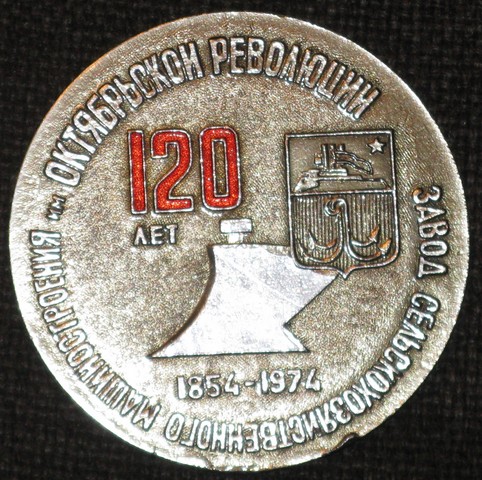 ЗАВОД СЕЛЬСКОХОЗЯЙСТВЕННОГО МАШИНОСТРОЕНИЯ им. ОКТЯБРЬСКОЙ РЕВОЛЮЦИИ
120
ЛЕТ
1854-1974